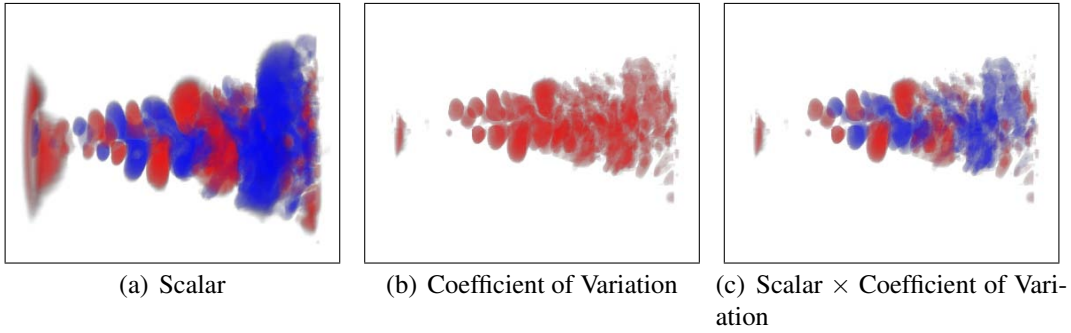 (a) Scalar
(b) Coefficient of Variation
(c) Scalar × Coefficient of Vari-
ation